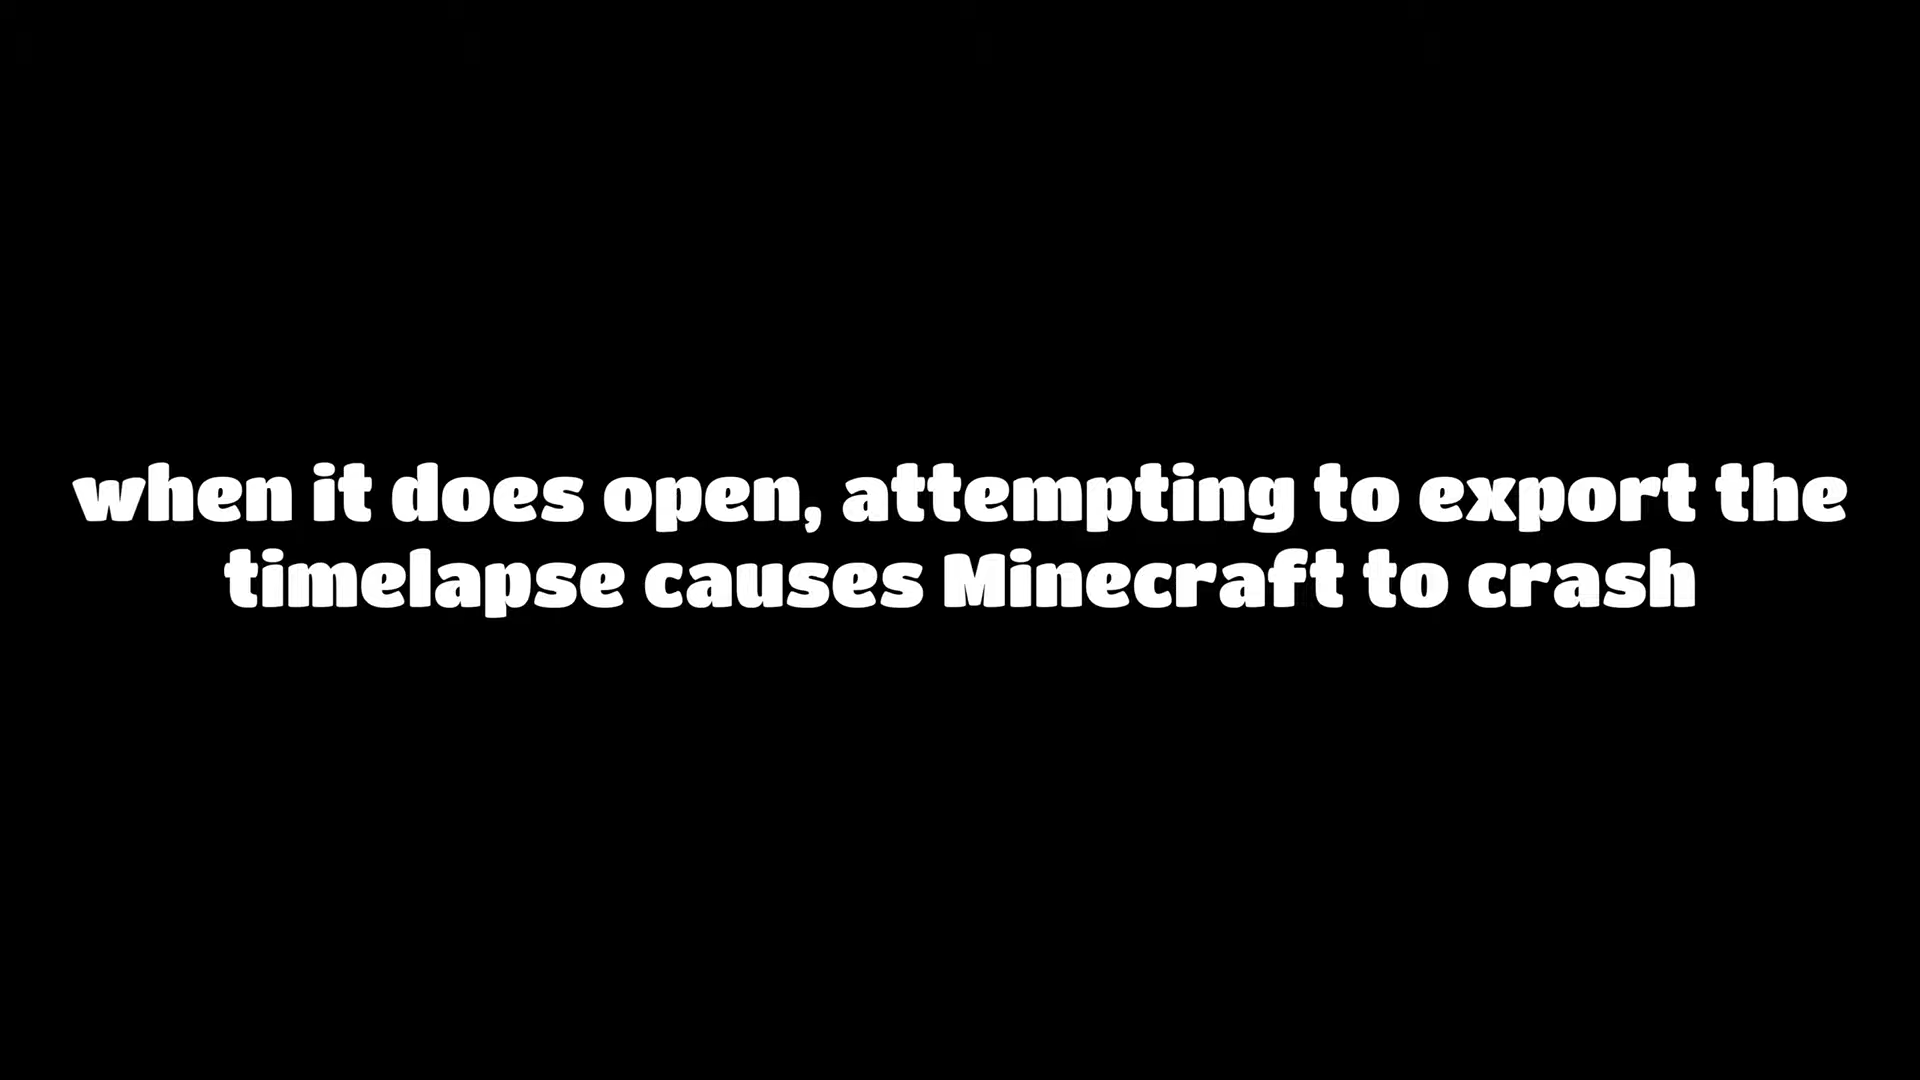 when it does open, attempting to export the
timelapse causes Minecraft to crash